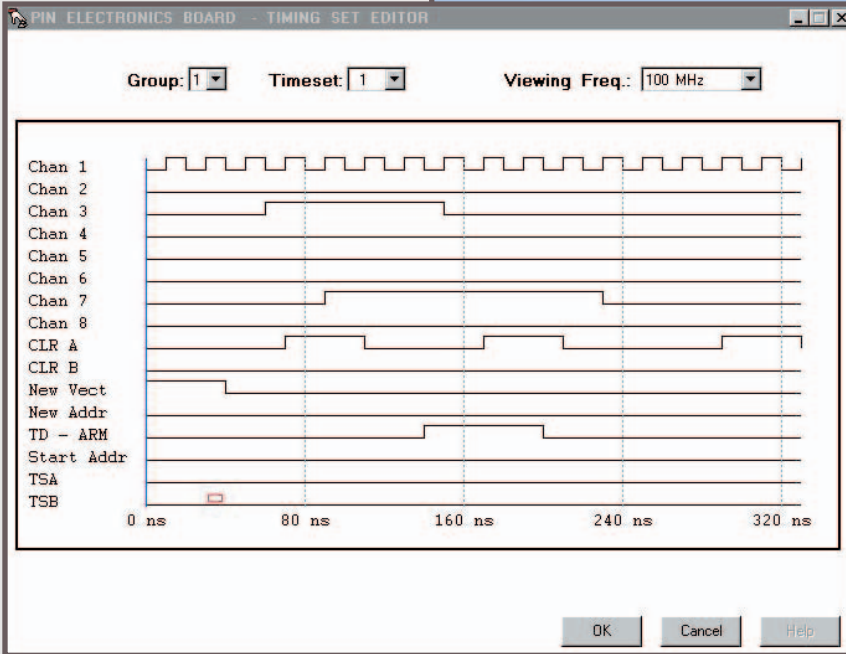 PIN ELECTRONICS BOARD - TIMING SET EDITOR
Group: 1 Timeset: 1 Viewing Freq.: 100 MHz
Chan 1
Chan 2
Chan 3
Chan 4
Chan 5
Chan 6
Chan 7
Chan 8
CLR A
CLR B
New Vect
New Addr
TD - ARM
Start Addr
TSA
TSB
0 ns 80 ns 160 ns 240 ns 320 ns
OK Cancel Help